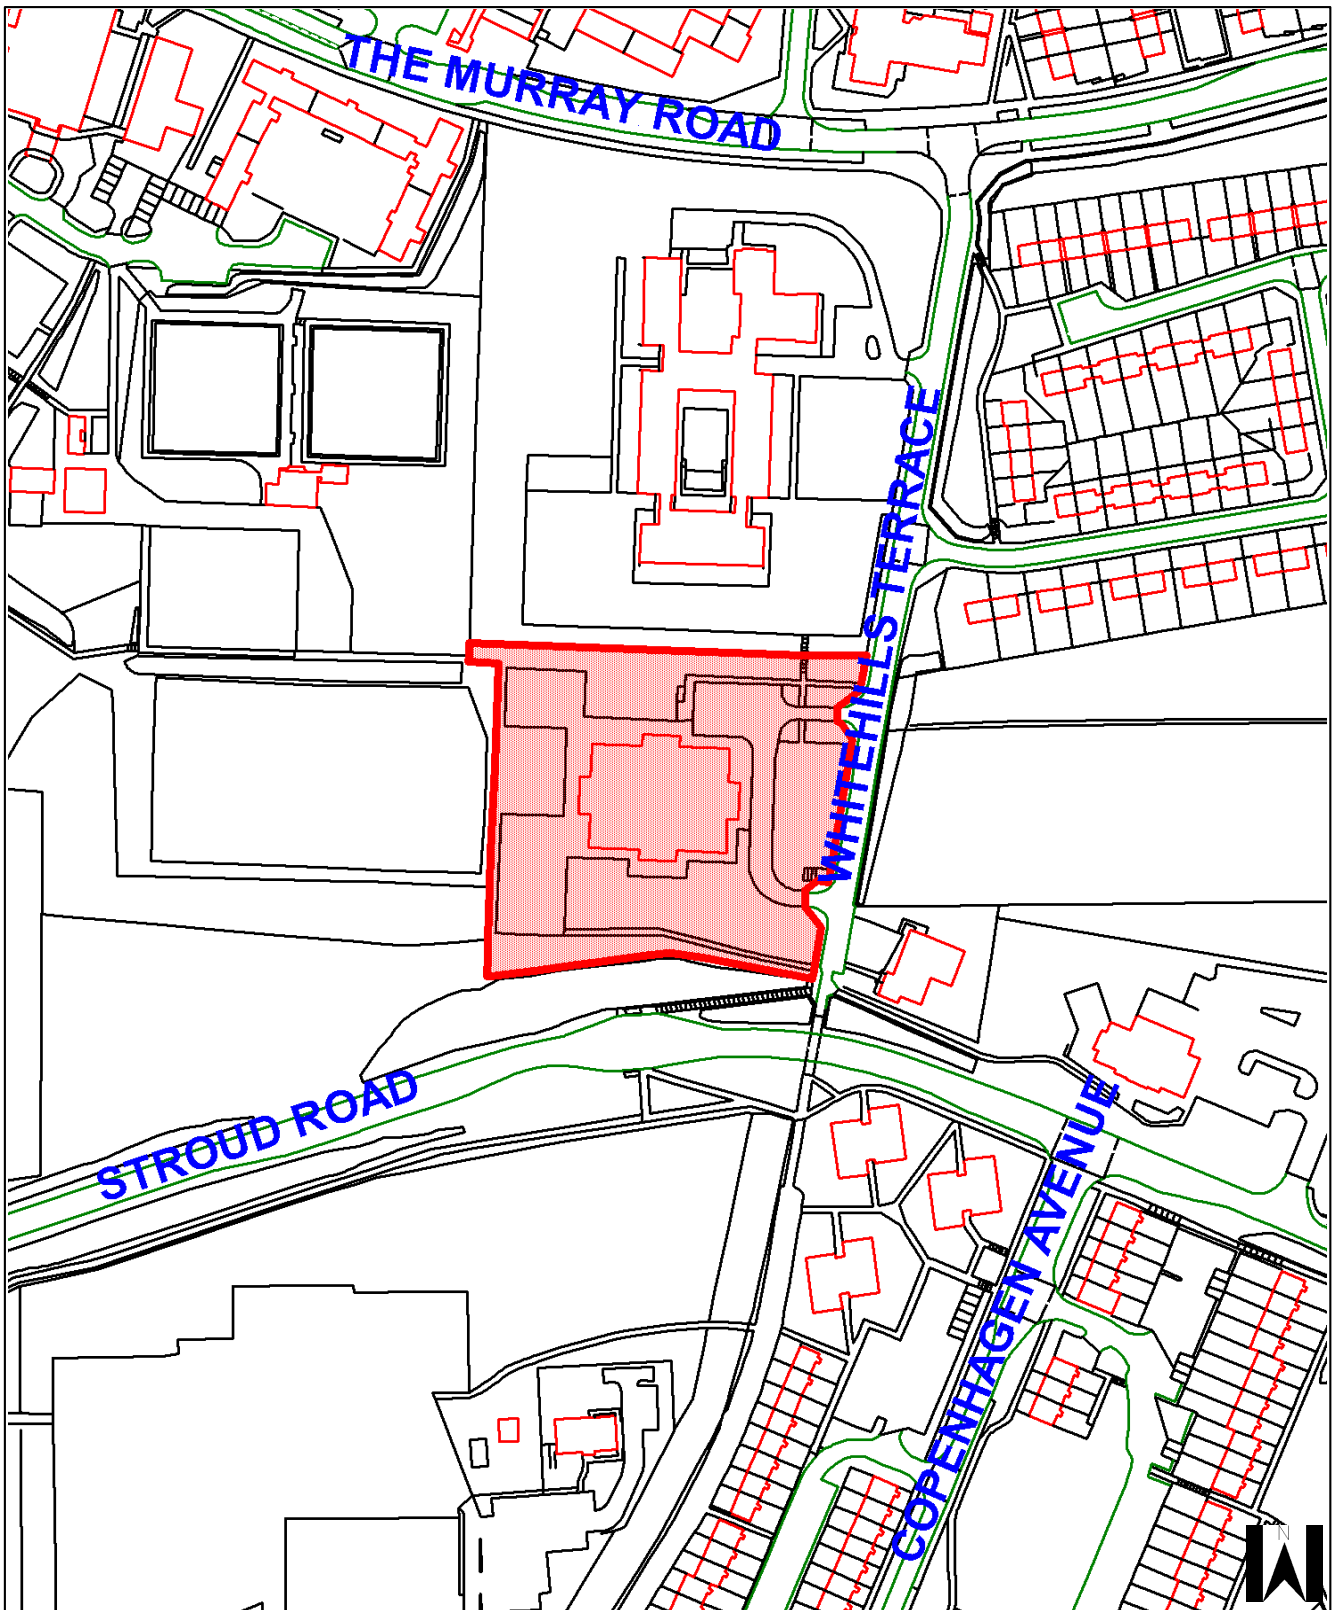 THE MURRAY ROAD
WHITEHILLS TERRACE
STROUD ROAD
COPENHAGEN AVENUE
N